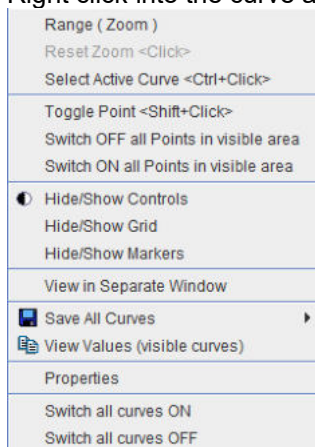 Right click into the curve a
Range ( Zoom )
Reset Zoom <Click>
Select Active Curve <Ctrl+Click>
Toggle Point <Shift+Click>
Switch OFF all Points in visible area
Switch ON all Points in visible area
Hide/Show Controls
Hide/Show Grid
Hide/Show Markers
View in Separate Window
Save All Curves
View Values (visible curves)
Properties
Switch all curves ON
Switch all curves OFF